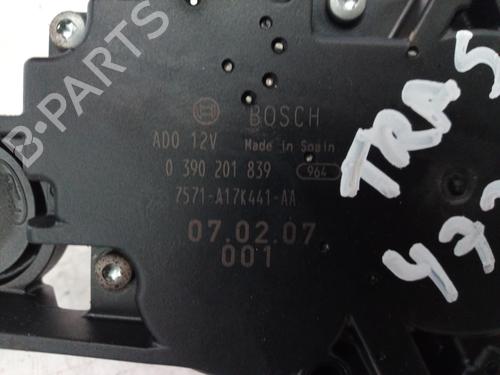 BOSCH
ADO 12V Made in Spain
0 390 201 839 964
7S71-A17K441-AA
07.02.07
001
TRAS
B-PARTS